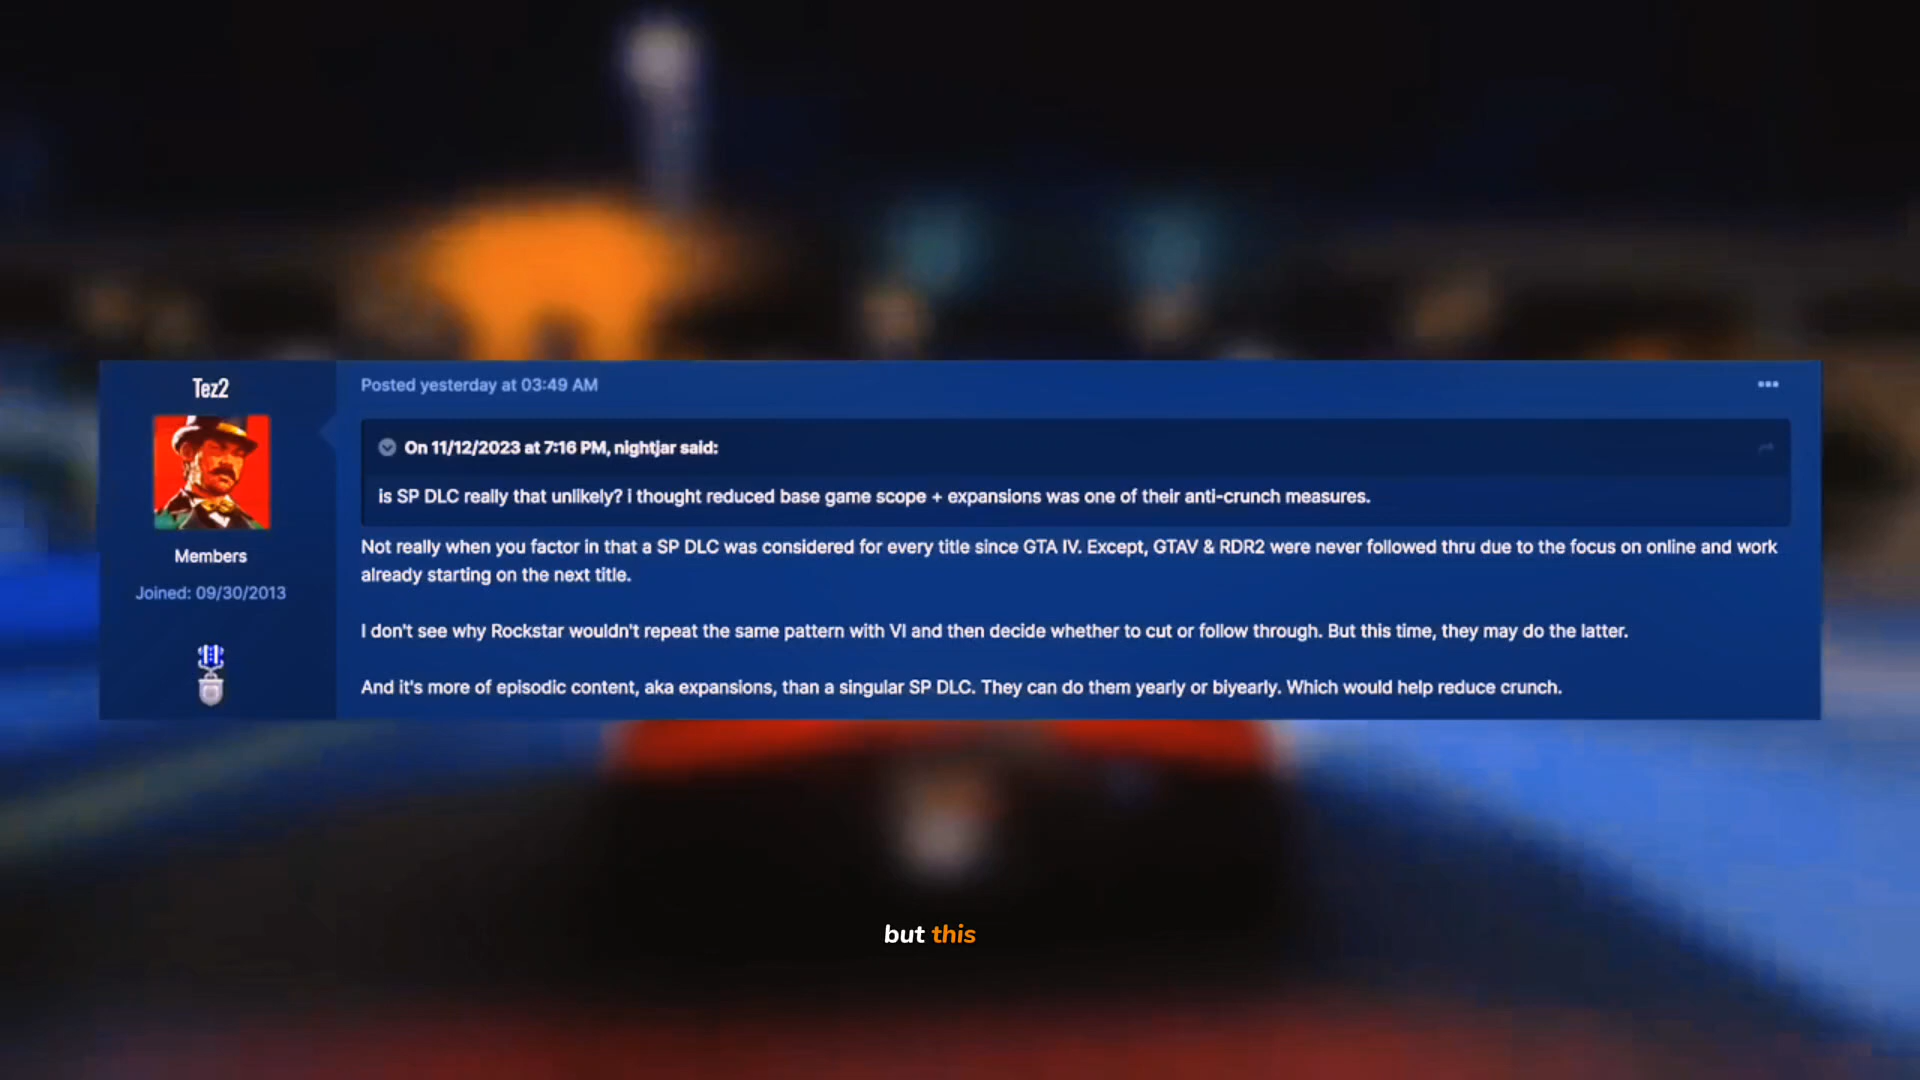 Tez2
Members
Joined: 09/30/2013
Posted yesterday at 03:49 AM
On 11/12/2023 at 7:16 PM, nightjar said:
is SP DLC really that unlikely? i thought reduced base game scope + expansions was one of their anti-crunch measures.
Not really when you factor in that a SP DLC was considered for every title since GTA IV. Except, GTAV & RDR2 were never followed thru due to the focus on online and work
already starting on the next title.
I don't see why Rockstar wouldn't repeat the same pattern with VI and then decide whether to cut or follow through. But this time, they may do the latter.
And it's more of episodic content, aka expansions, than a singular SP DLC. They can do them yearly or biyearly. Which would help reduce crunch.
but this